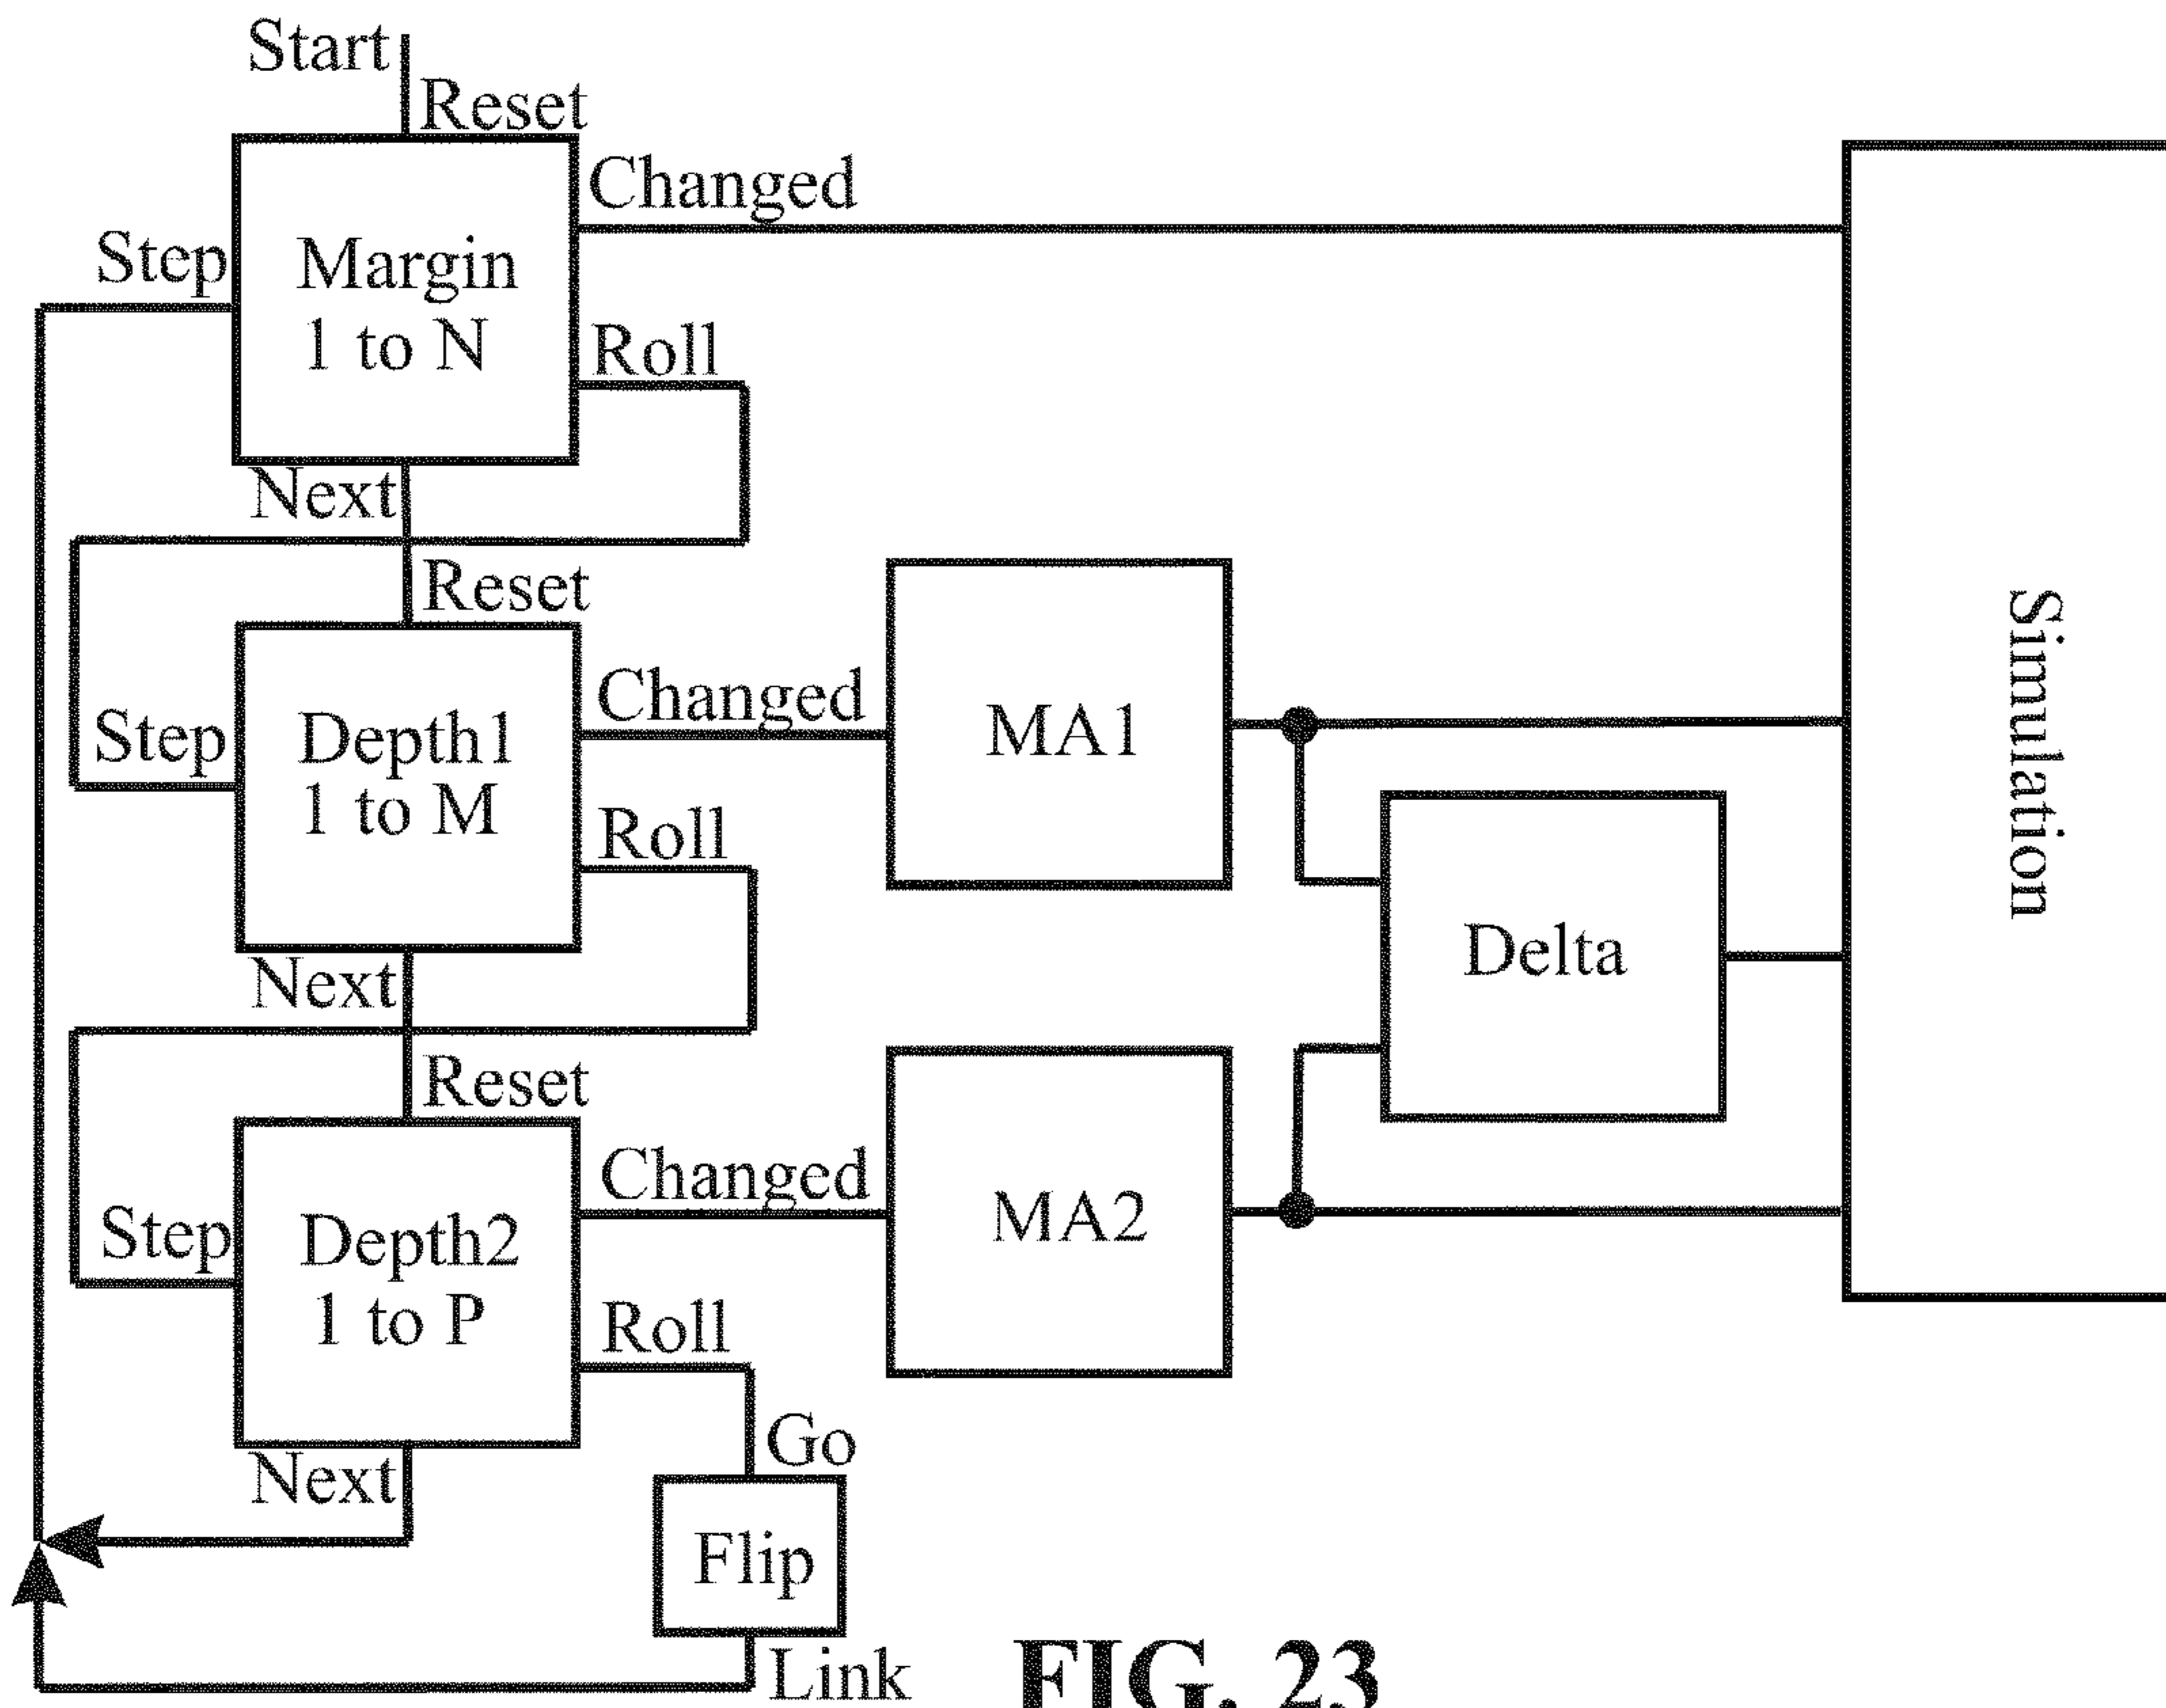 Start
Reset
Changed
Step
Margin
1 to N
Roll
Next
Reset
Changed
Step
Depth1
1 to M
Roll
MA1
Simulation
Delta
Next
Reset
Changed
Step
Depth2
1 to P
Roll
MA2
Go
Next
Flip
Link
FIG. 23